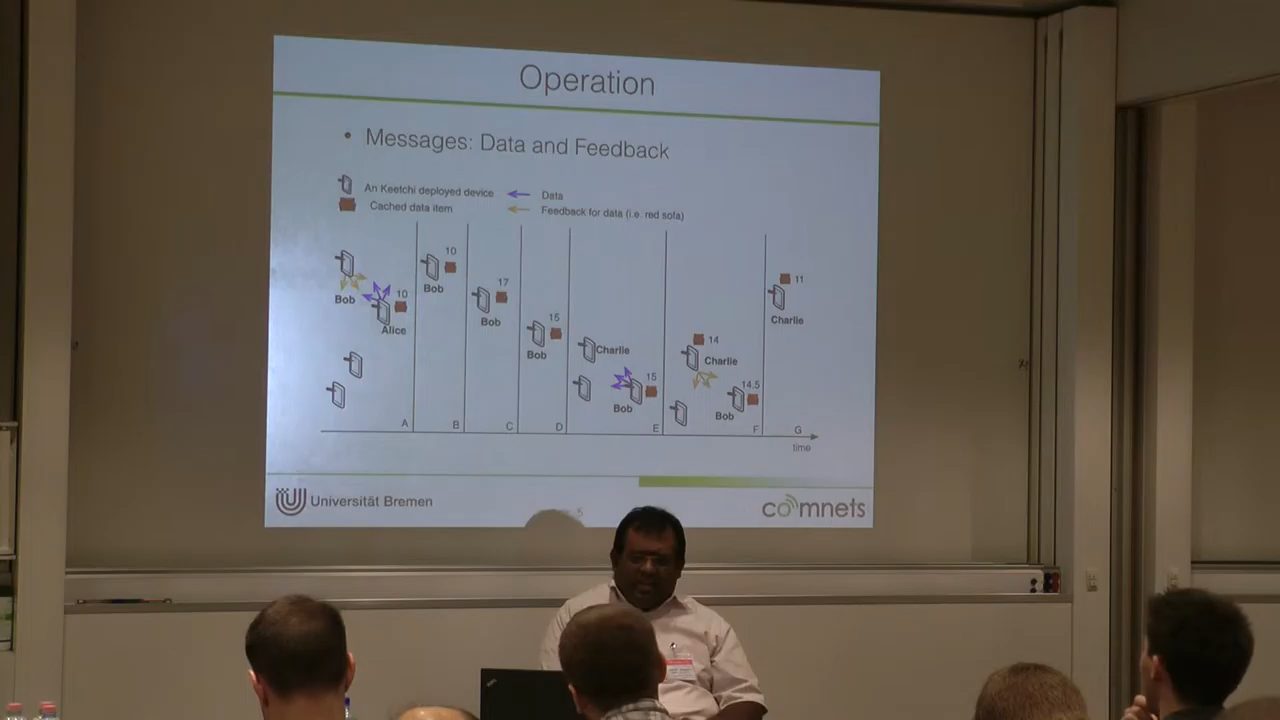 Operation
• Messages: Data and Feedback
An Keetchi deployed device
Data
Cached data item
Feedback for data (i.e. red sofa)
Bob
10
Alice
A
10
Bob
B
17
Bob
C
15
Bob
D
Charlie
15
Bob
E
14
Charlie
14.5
Bob
F
11
Charlie
G
time
Universität Bremen
5
comnets